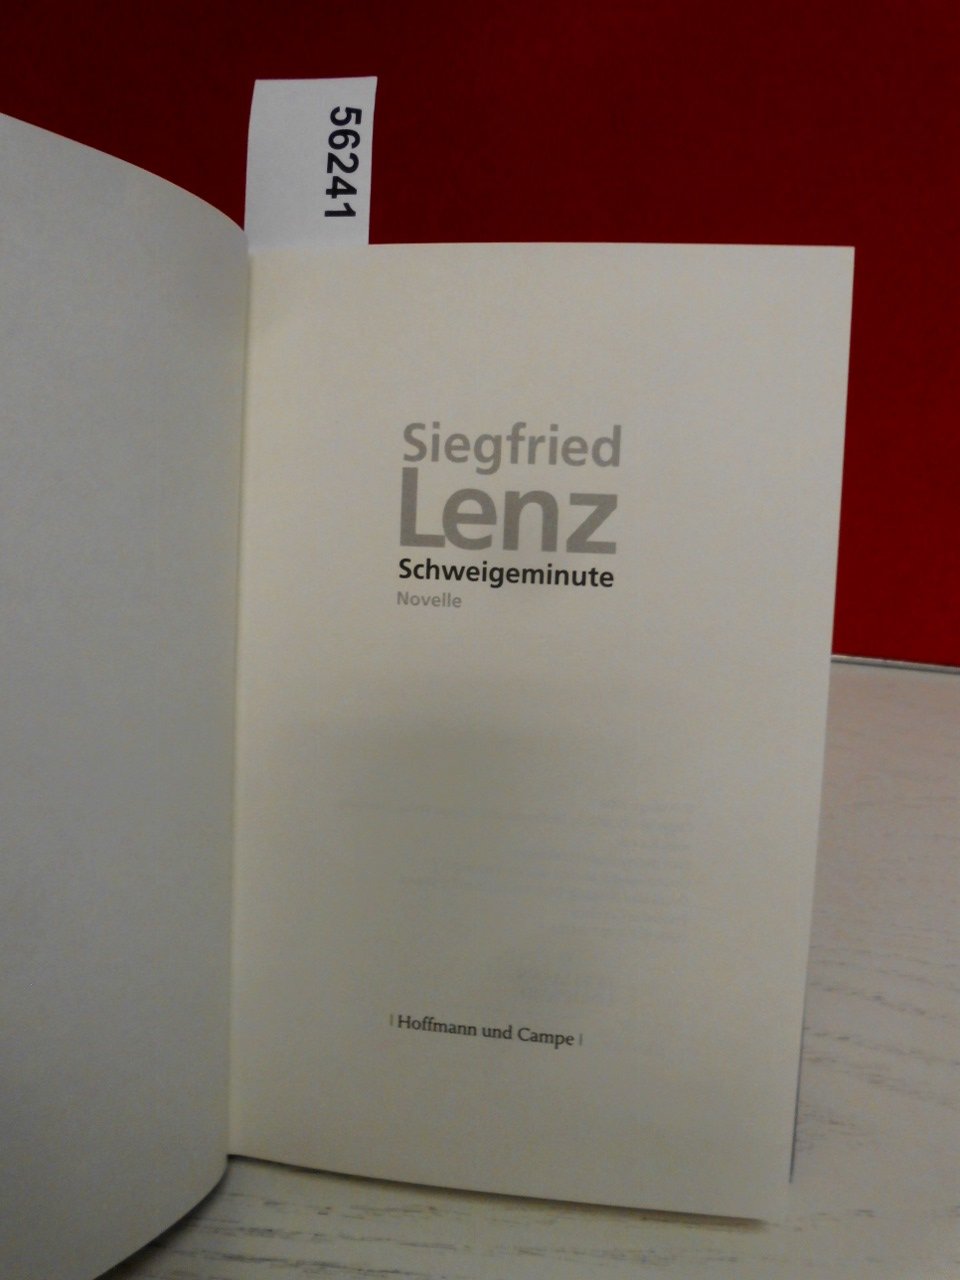 56241
Siegfried
Lenz
Schweigeminute
Novelle
| Hoffmann und Campe |